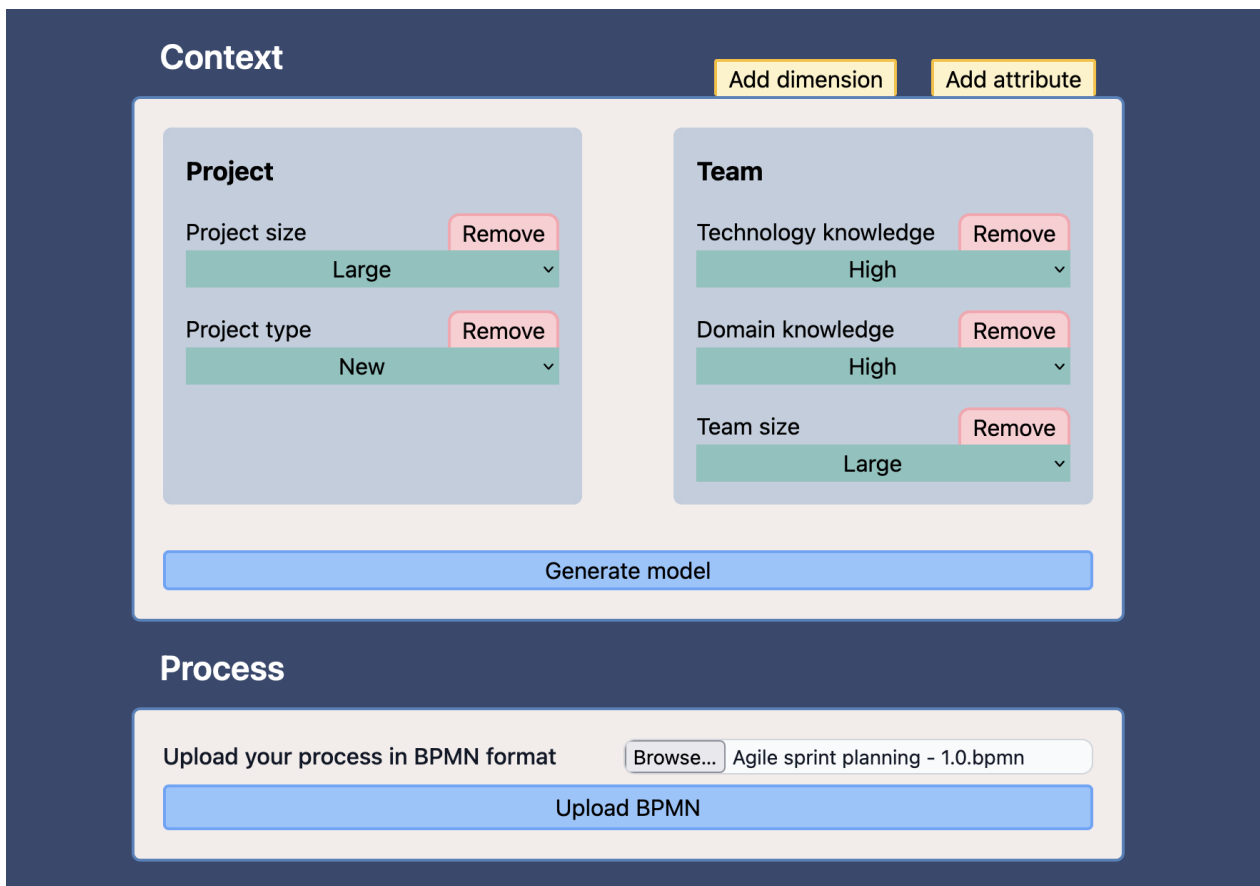 Context
Add dimension
Add attribute
Project
Project size
Remove
Large
Project type
Remove
New
Team
Technology knowledge
Remove
High
Domain knowledge
Remove
High
Team size
Remove
Large
Generate model
Process
Upload your process in BPMN format
Browse... Agile sprint planning - 1.0.bpmn
Upload BPMN